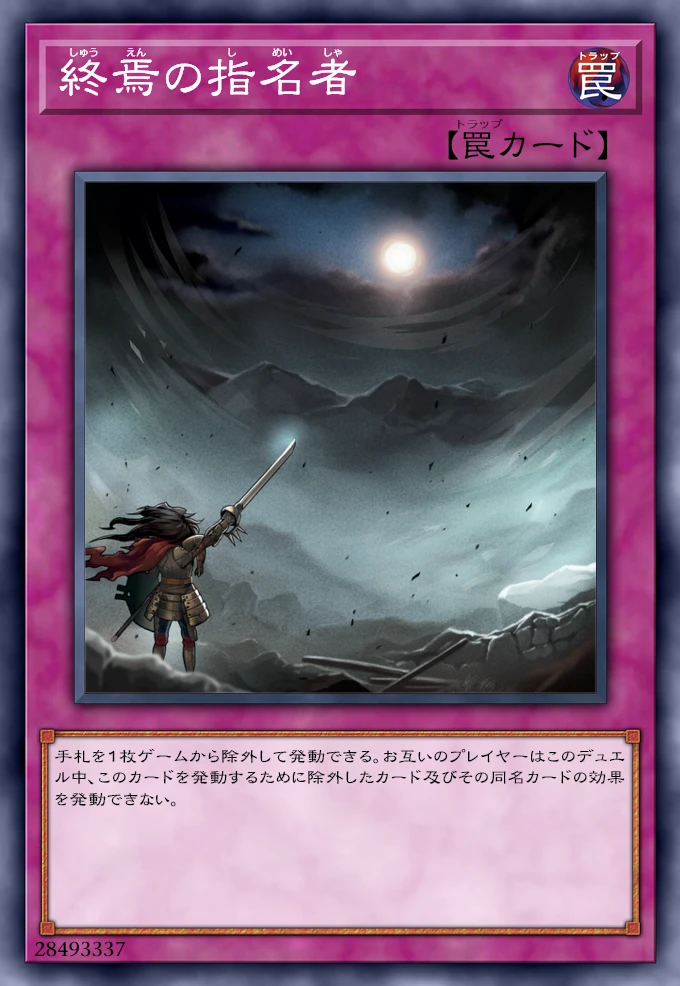 終焉の指名者
しゅう えん し めい しゃ
罠
トラップ
【罠カード】
トラップ
手札を1枚ゲームから除外して発動できる。お互いのプレイヤーはこのデュエ
ル中、このカードを発動するために除外したカード及びその同名カードの効果
を発動できない。
28493337